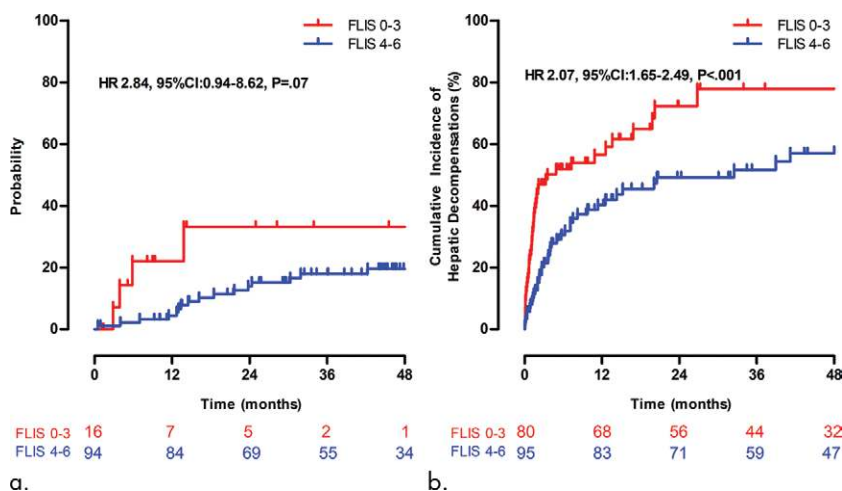 FLIS 0-3
FLIS 4-6
HR 2.84, 95%CI:0.94-8.62, P=.07
Probability
100
80
60
40
20
0
0 12 24 36 48
Time (months)
FLIS 0-3 16 7 5 2 1
FLIS 4-6 94 84 69 55 34
a.
FLIS 0-3
FLIS 4-6
HR 2.07, 95%CI:1.65-2.49, P<.001
Cumulative Incidence of
Hepatic Decompensations (%)
100
80
60
40
20
0
0 12 24 36 48
Time (months)
FLIS 0-3 80 68 56 44 32
FLIS 4-6 95 83 71 59 47
b.